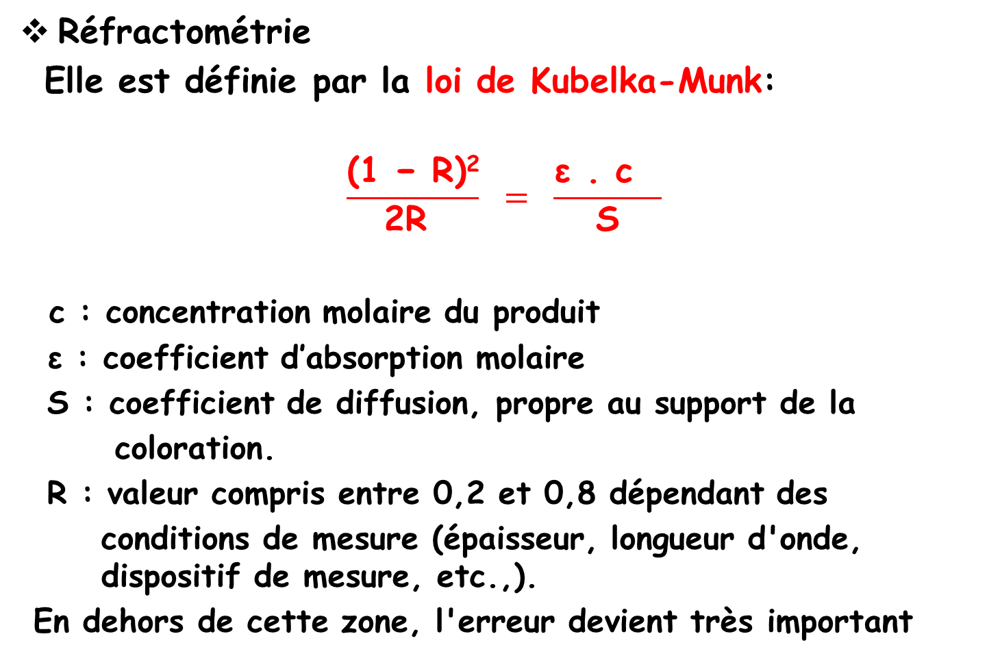 ❖ Réfractométrie
Elle est définie par la loi de Kubelka-Munk:
(1 – R)² = ε . c
2R S
c : concentration molaire du produit
ε : coefficient d’absorption molaire
S : coefficient de diffusion, propre au support de la
coloration.
R : valeur compris entre 0,2 et 0,8 dépendant des
conditions de mesure (épaisseur, longueur d'onde,
dispositif de mesure, etc.,).
En dehors de cette zone, l'erreur devient très important